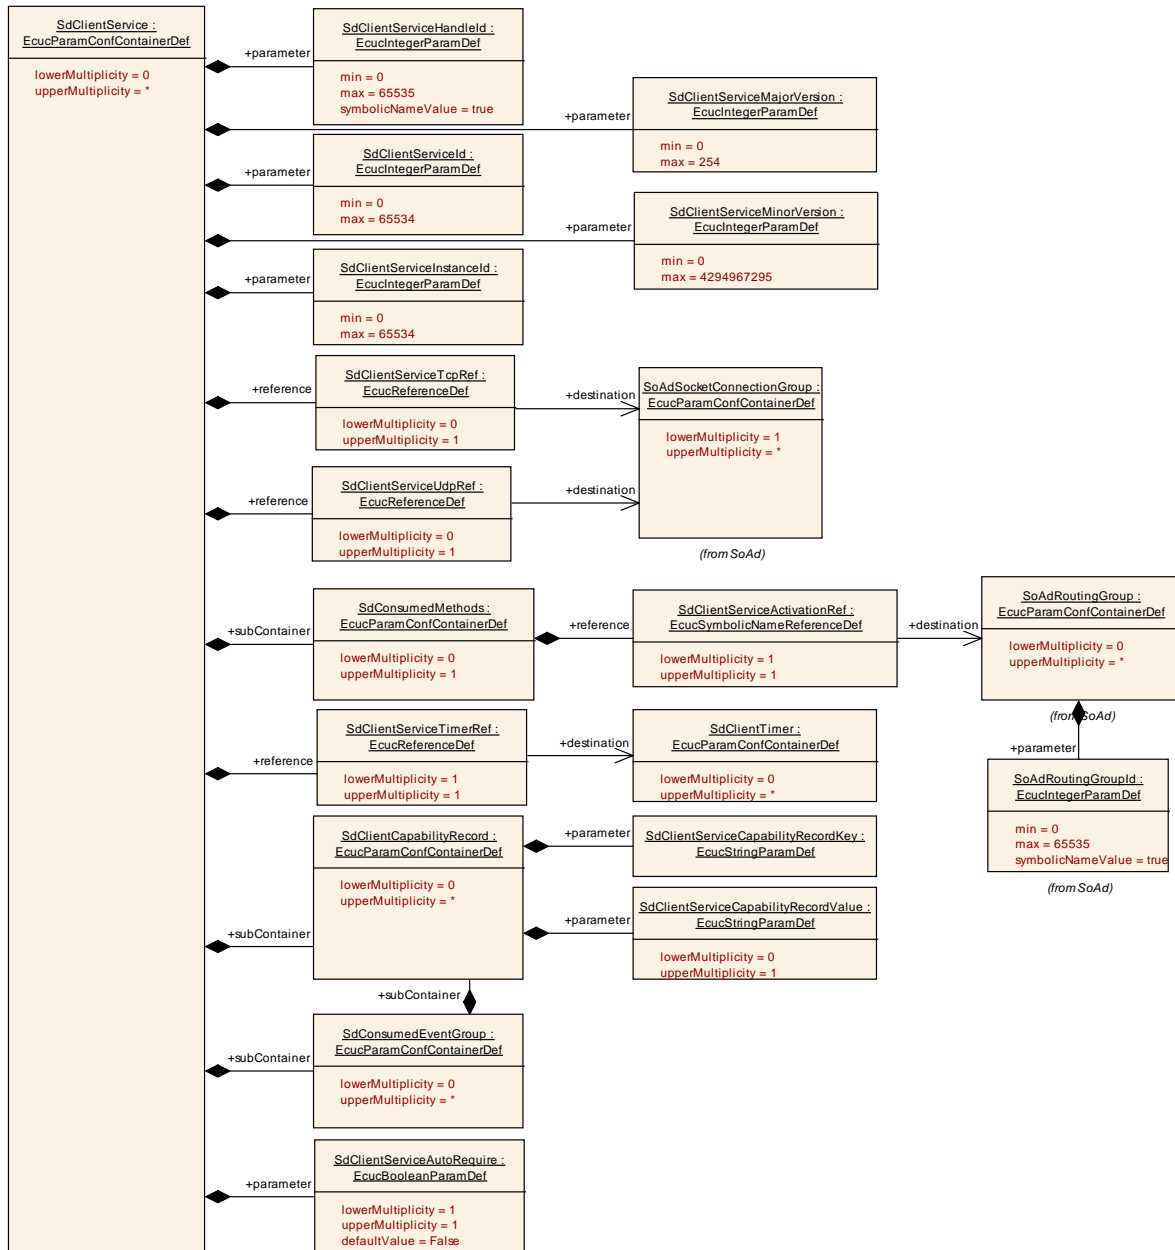 SdClientService :
EcucParamConfContainerDef
lowerMultiplicity = 0
upperMultiplicity = *
+parameter
SdClientServiceHandleId :
EcucIntegerParamDef
min = 0
max = 65535
symbolicNameValue = true
+parameter
SdClientServiceMajorVersion :
EcucIntegerParamDef
min = 0
max = 254
+parameter
SdClientServiceId :
EcucIntegerParamDef
min = 0
max = 65534
+parameter
SdClientServiceMinorVersion :
EcucIntegerParamDef
min = 0
max = 4294967295
+parameter
SdClientServiceInstanceId :
EcucIntegerParamDef
min = 0
max = 65534
+reference
SdClientServiceTcpRef :
EcucReferenceDef
lowerMultiplicity = 0
upperMultiplicity = 1
+destination
SoAdSocketConnectionGroup :
EcucParamConfContainerDef
lowerMultiplicity = 1
upperMultiplicity = *
(from SoAd)
+reference
SdClientServiceUdpRef :
EcucReferenceDef
lowerMultiplicity = 0
upperMultiplicity = 1
+destination
+subContainer
SdConsumedMethods :
EcucParamConfContainerDef
lowerMultiplicity = 0
upperMultiplicity = 1
+reference
SdClientServiceActivationRef :
EcucSymbolicNameReferenceDef
lowerMultiplicity = 1
upperMultiplicity = 1
+destination
SoAdRoutingGroup :
EcucParamConfContainerDef
lowerMultiplicity = 0
upperMultiplicity = *
(from SoAd)
+parameter
SoAdRoutingGroupId :
EcucIntegerParamDef
min = 0
max = 65535
symbolicNameValue = true
(from SoAd)
+reference
SdClientServiceTimerRef :
EcucReferenceDef
lowerMultiplicity = 1
upperMultiplicity = 1
+destination
SdClientTimer :
EcucParamConfContainerDef
lowerMultiplicity = 0
upperMultiplicity = *
+subContainer
SdClientCapabilityRecord :
EcucParamConfContainerDef
lowerMultiplicity = 0
upperMultiplicity = *
+parameter
SdClientServiceCapabilityRecordKey :
EcucStringParamDef
+parameter
SdClientServiceCapabilityRecordValue :
EcucStringParamDef
lowerMultiplicity = 0
upperMultiplicity = 1
+subContainer
+subContainer
SdConsumedEventGroup :
EcucParamConfContainerDef
lowerMultiplicity = 0
upperMultiplicity = *
+parameter
SdClientServiceAutoRequire :
EcucBooleanParamDef
lowerMultiplicity = 1
upperMultiplicity = 1
defaultValue = False